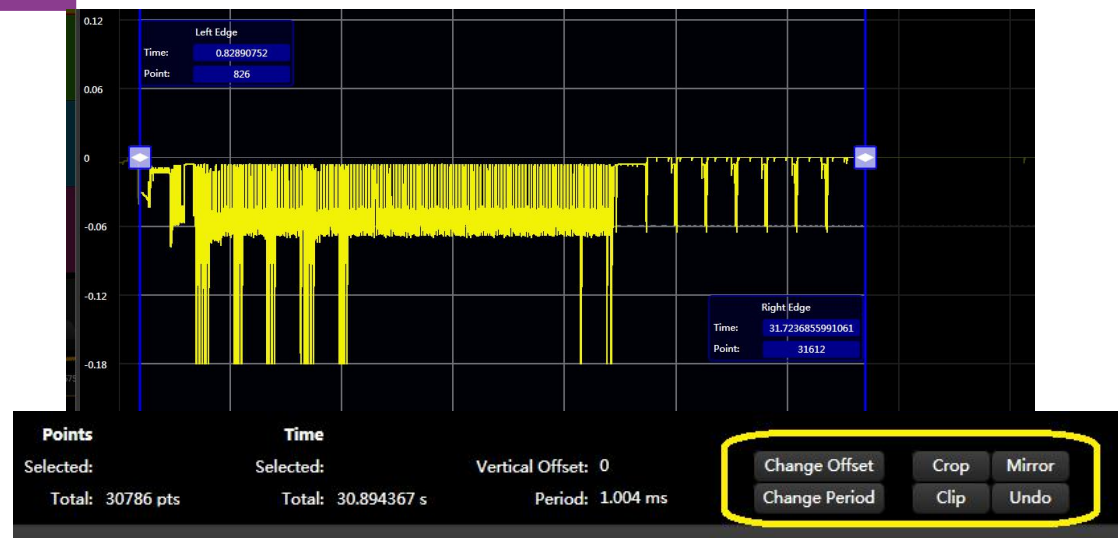 0.12
Left Edge
Time: 0.82890752
Point: 826
0.06
0
-0.06
-0.12
Right Edge
Time: 31.7236855991061
Point: 31612
-0.18
Points Time
Selected: Selected: Vertical Offset: 0 Change Offset Crop Mirror
Total: 30786 pts Total: 30.894367 s Period: 1.004 ms Change Period Clip Undo